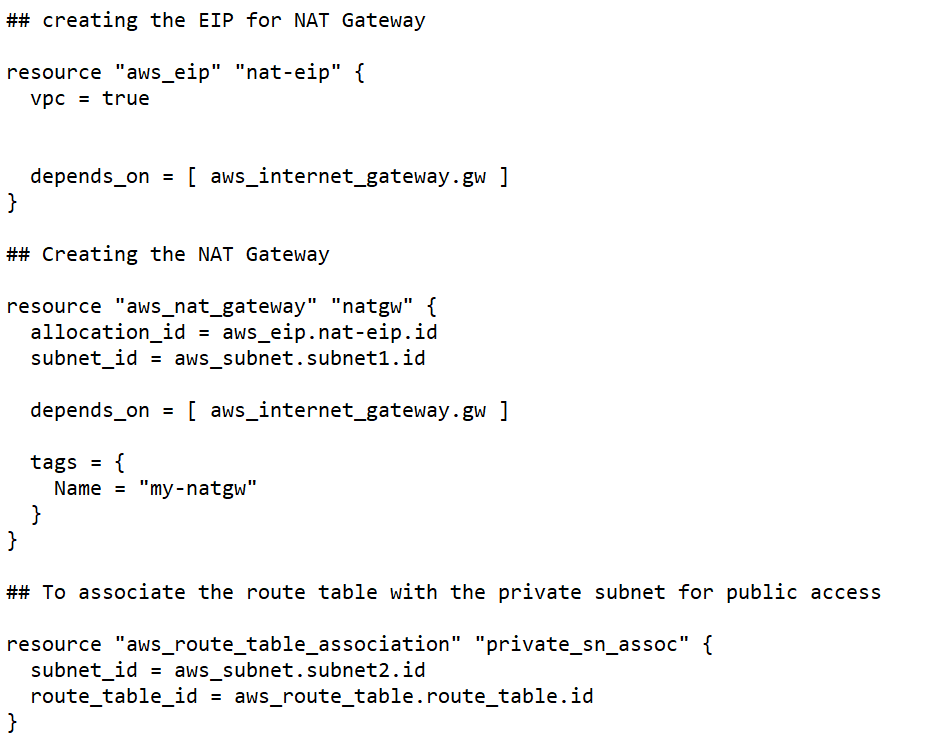 ## creating the EIP for NAT Gateway
resource "aws_eip" "nat-eip" {
  vpc = true
  depends_on = [ aws_internet_gateway.gw ]
}
## Creating the NAT Gateway
resource "aws_nat_gateway" "natgw" {
  allocation_id = aws_eip.nat-eip.id
  subnet_id = aws_subnet.subnet1.id
  depends_on = [ aws_internet_gateway.gw ]
  tags = {
    Name = "my-natgw"
  }
}
## To associate the route table with the private subnet for public access
resource "aws_route_table_association" "private_sn_assoc" {
  subnet_id = aws_subnet.subnet2.id
  route_table_id = aws_route_table.route_table.id
}